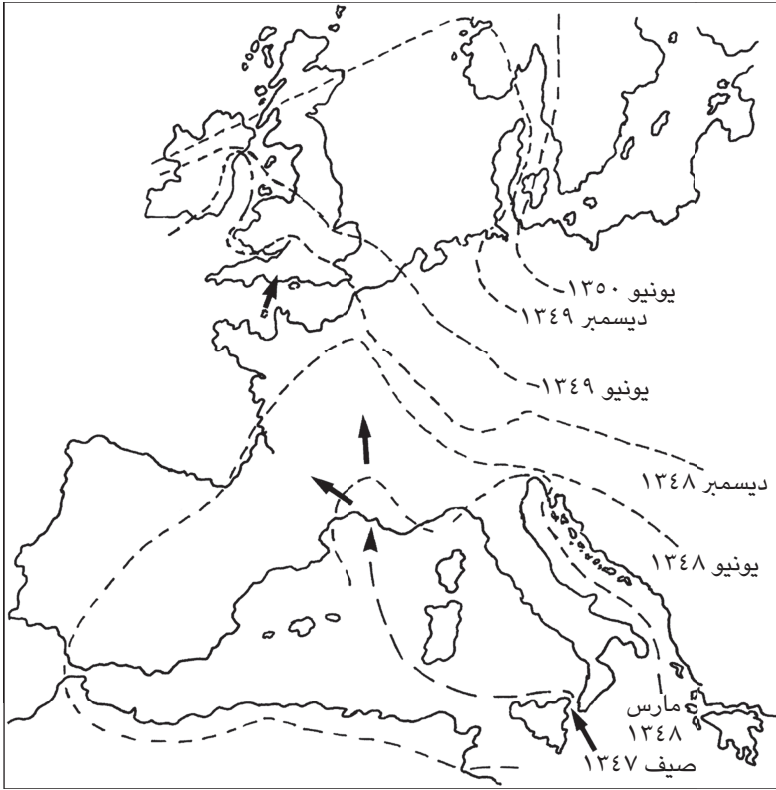 يونيو ١٣٥٠
ديسمبر ١٣٤٩
يونيو ١٣٤٩
ديسمبر ١٣٤٨
يونيو ١٣٤٨
مارس
١٣٤٨
صيف ١٣٤٧